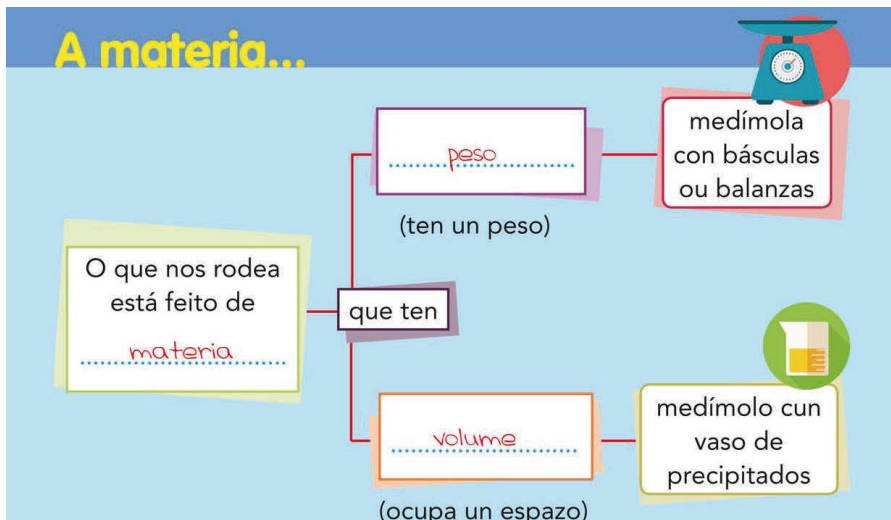 A materia...
O que nos rodea
está feito de
materia
que ten
peso
(ten un peso)
medímola
con básculas
ou balanzas
volume
(ocupa un espazo)
medímolo cun
vaso de
precipitados